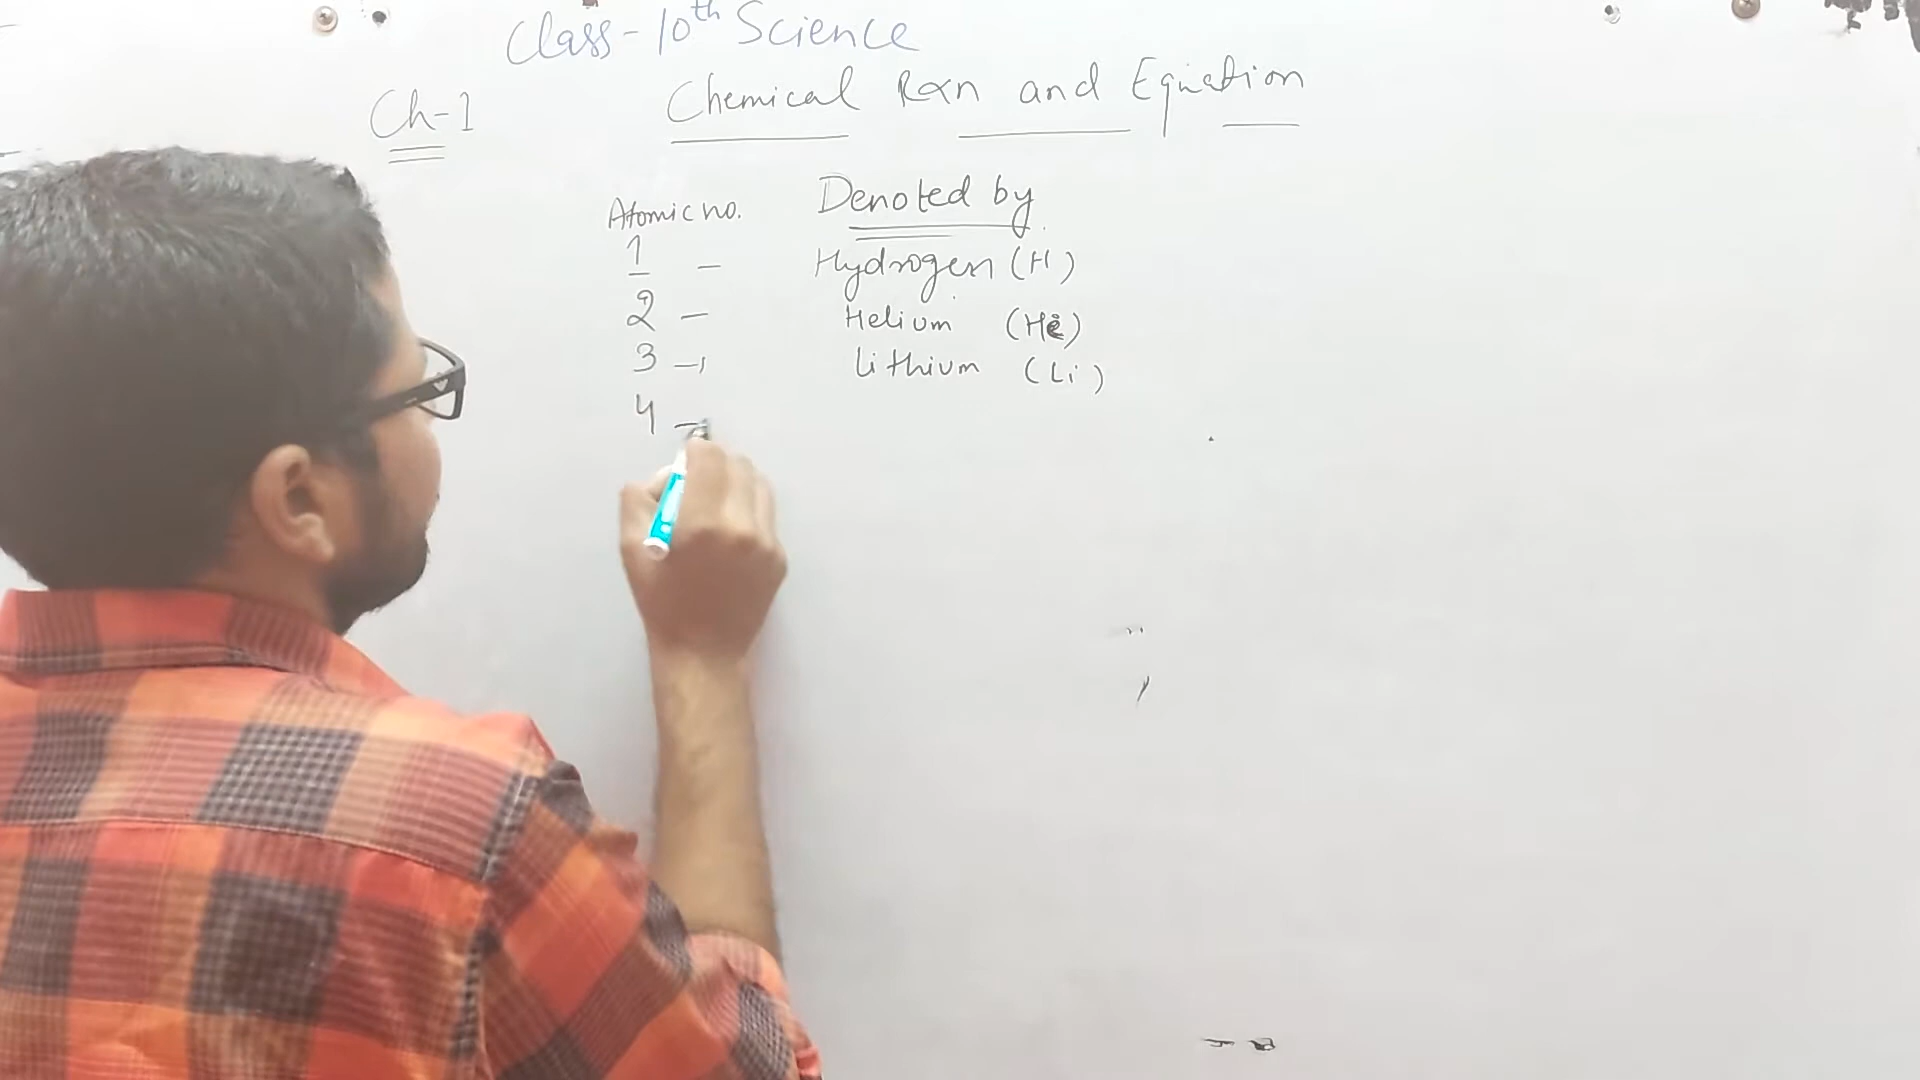 Class-10th Science
Ch-1
Chemical Rxn and Equation
Atomic no. Denoted by
1 - Hydrogen (H)
2 - Helium (He)
3 - Lithium (Li)
4 -